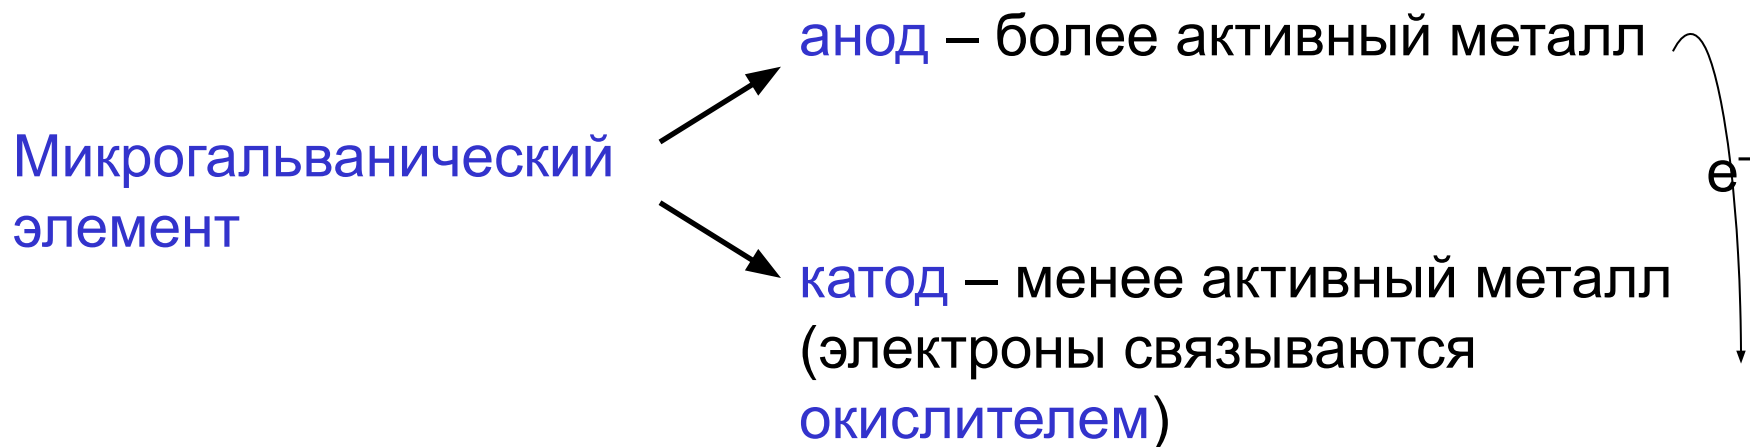 анод – более активный металл
Микрогальванический
элемент
e⁻
катод – менее активный металл
(электроны связываются
окислителем)